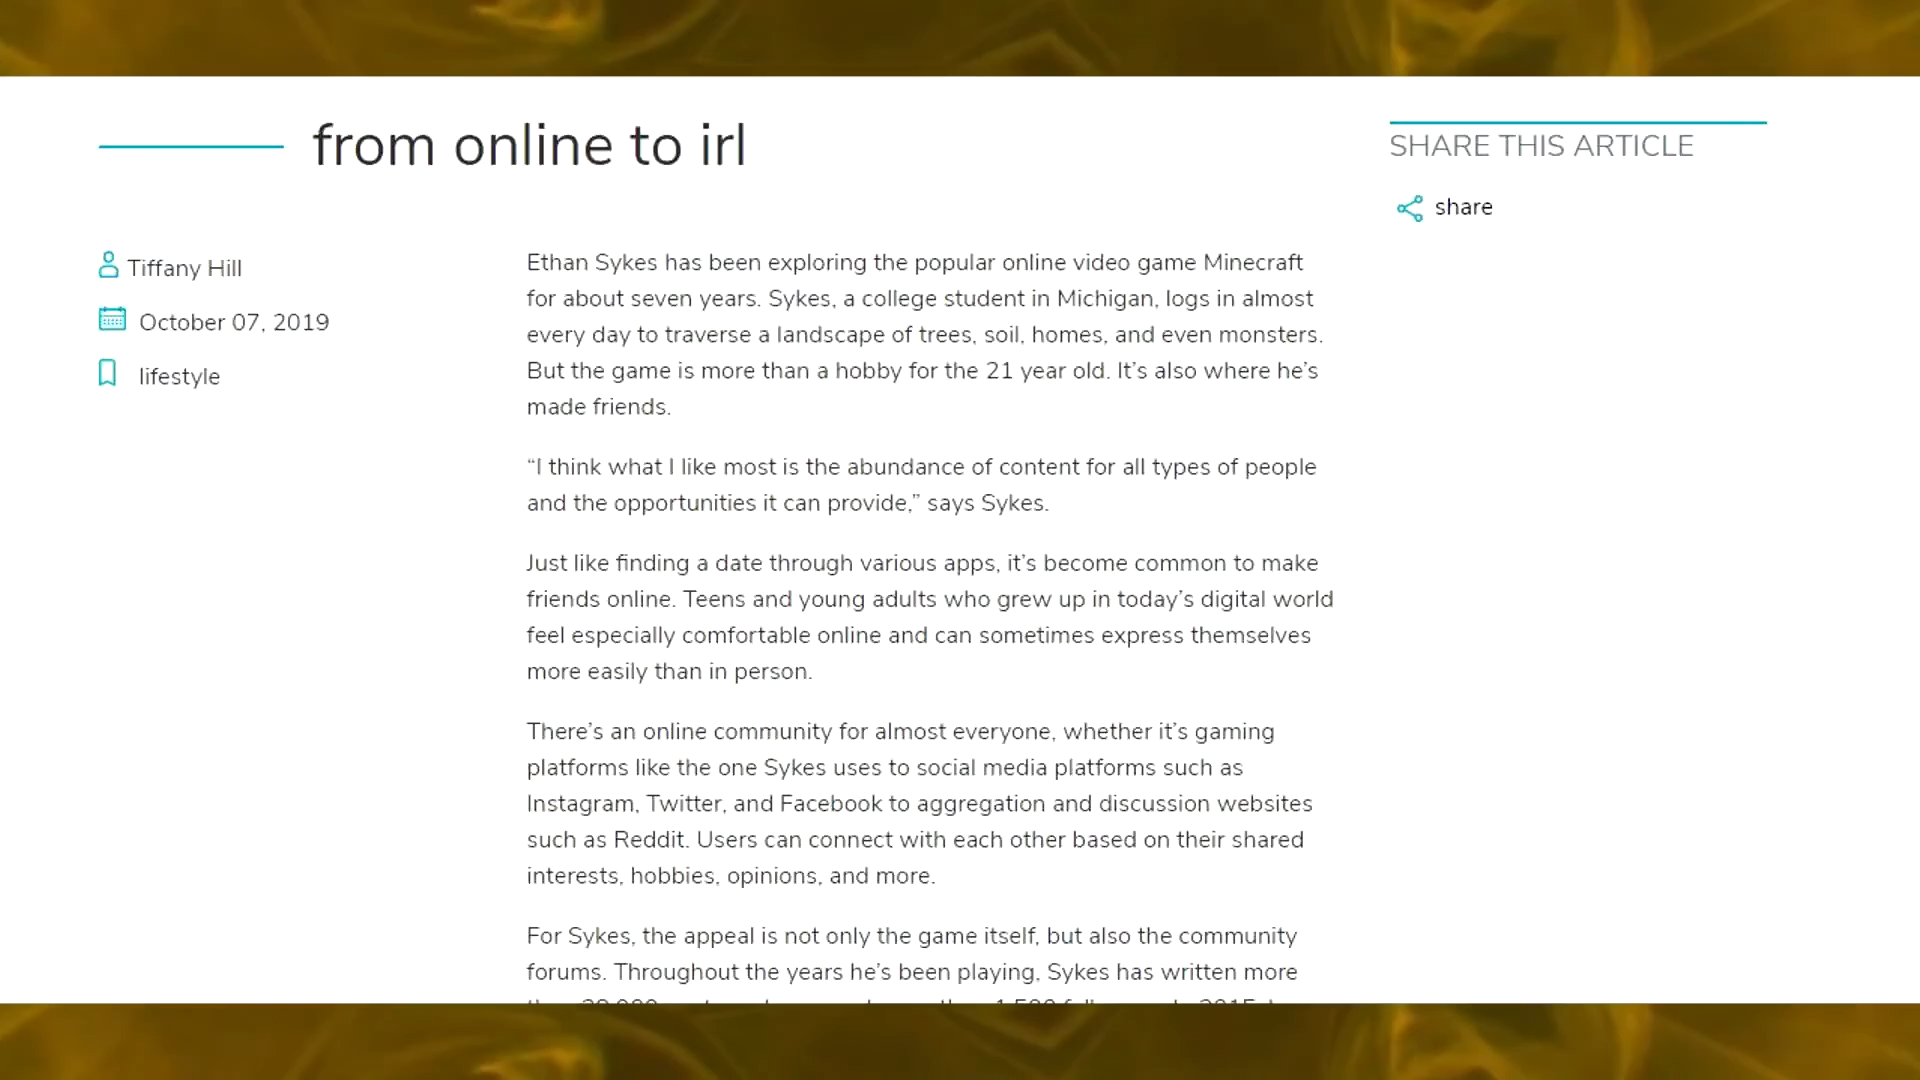 from online to irl
SHARE THIS ARTICLE
share
Tiffany Hill
October 07, 2019
lifestyle
Ethan Sykes has been exploring the popular online video game Minecraft
for about seven years. Sykes, a college student in Michigan, logs in almost
every day to traverse a landscape of trees, soil, homes, and even monsters.
But the game is more than a hobby for the 21 year old. It’s also where he’s
made friends.
“I think what I like most is the abundance of content for all types of people
and the opportunities it can provide,” says Sykes.
Just like finding a date through various apps, it’s become common to make
friends online. Teens and young adults who grew up in today’s digital world
feel especially comfortable online and can sometimes express themselves
more easily than in person.
There’s an online community for almost everyone, whether it’s gaming
platforms like the one Sykes uses to social media platforms such as
Instagram, Twitter, and Facebook to aggregation and discussion websites
such as Reddit. Users can connect with each other based on their shared
interests, hobbies, opinions, and more.
For Sykes, the appeal is not only the game itself, but also the community
forums. Throughout the years he’s been playing, Sykes has written more